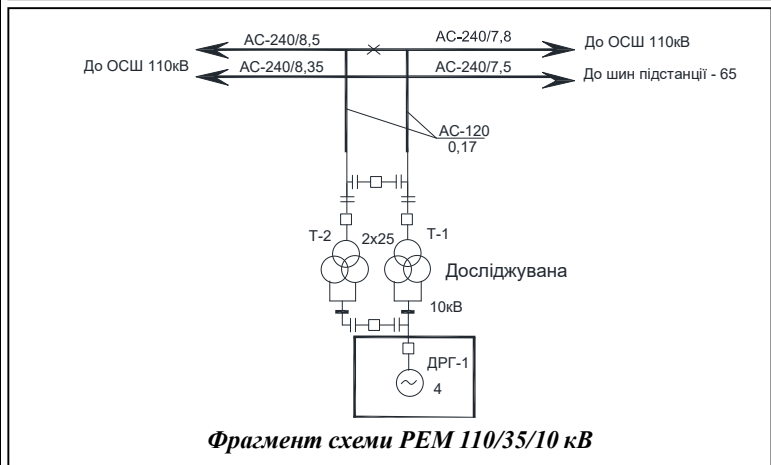 АС-240/8,5
АС-240/7,8
До ОСШ 110кВ
До ОСШ 110кВ
АС-240/8,35
АС-240/7,5
До шин підстанції - 65
АС-120
0,17
Т-2
2х25
Т-1
Досліджувана
10кВ
ДРГ-1
4
Фрагмент схеми РЕМ 110/35/10 кВ